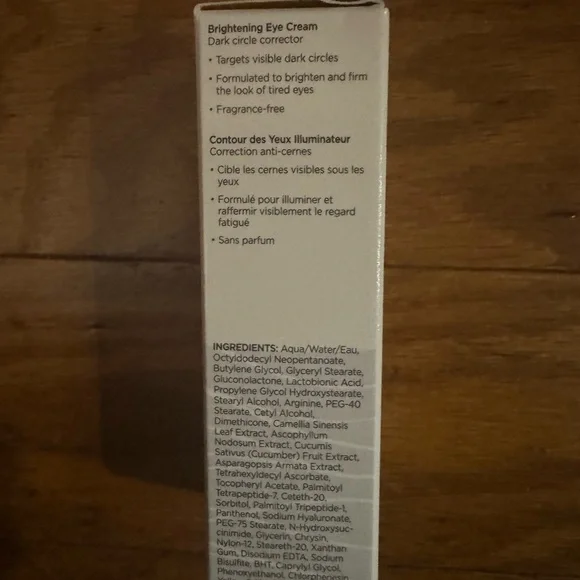 Brightening Eye Cream
Dark circle corrector
• Targets visible dark circles
• Formulated to brighten and firm
the look of tired eyes
• Fragrance-free
Contour des Yeux Illuminateur
Correction anti-cernes
• Cible les cernes visibles sous les
yeux
• Formulé pour illuminer et
raffermir visiblement le regard
fatigué
• Sans parfum
INGREDIENTS: Aqua/Water/Eau,
Octyldodecyl Neopentanoate,
Butylene Glycol, Glyceryl Stearate,
Gluconolactone, Lactobionic Acid,
Propylene Glycol Hydroxystearate,
Stearyl Alcohol, Arginine, PEG-40
Stearate, Cetyl Alcohol,
Dimethicone, Camellia Sinensis
Leaf Extract, Ascophyllum
Nodosum Extract, Cucumis
Sativus (Cucumber) Fruit Extract,
Asparagopsis Armata Extract,
Tetrahexyldecyl Ascorbate,
Tocopheryl Acetate, Palmitoyl
Tetrapeptide-7, Ceteth-20,
Sorbitol, Palmitoyl Tripeptide-1,
Panthenol, Sodium Hyaluronate,
PEG-75 Stearate, N-Hydroxysuc-
cinimide, Glycerin, Chrysin,
Nylon-12, Steareth-20, Xanthan
Gum, Disodium EDTA, Sodium
Bisulfite, BHT, Caprylyl Glycol,
Phenoxyethanol, Chlorphenesin